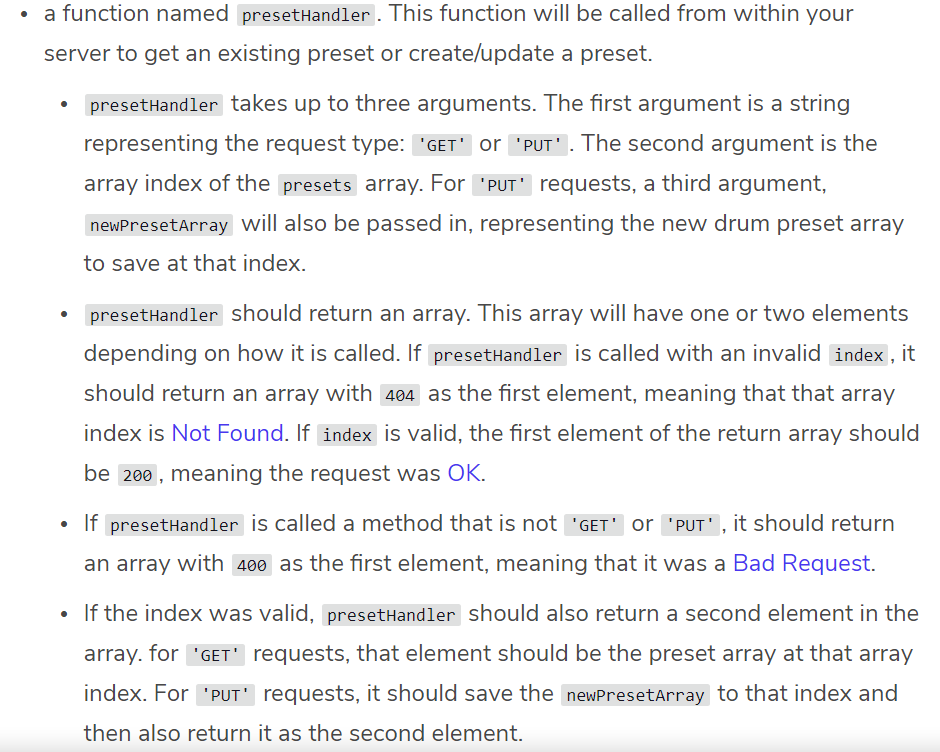 • a function named presetHandler. This function will be called from within your
server to get an existing preset or create/update a preset.
• presetHandler takes up to three arguments. The first argument is a string
representing the request type: 'GET' or 'PUT'. The second argument is the
array index of the presets array. For 'PUT' requests, a third argument,
newPresetArray will also be passed in, representing the new drum preset array
to save at that index.
• presetHandler should return an array. This array will have one or two elements
depending on how it is called. If presetHandler is called with an invalid index, it
should return an array with 404 as the first element, meaning that that array
index is Not Found. If index is valid, the first element of the return array should
be 200, meaning the request was OK.
• If presetHandler is called a method that is not 'GET' or 'PUT', it should return
an array with 400 as the first element, meaning that it was a Bad Request.
• If the index was valid, presetHandler should also return a second element in the
array. for 'GET' requests, that element should be the preset array at that array
index. For 'PUT' requests, it should save the newPresetArray to that index and
then also return it as the second element.